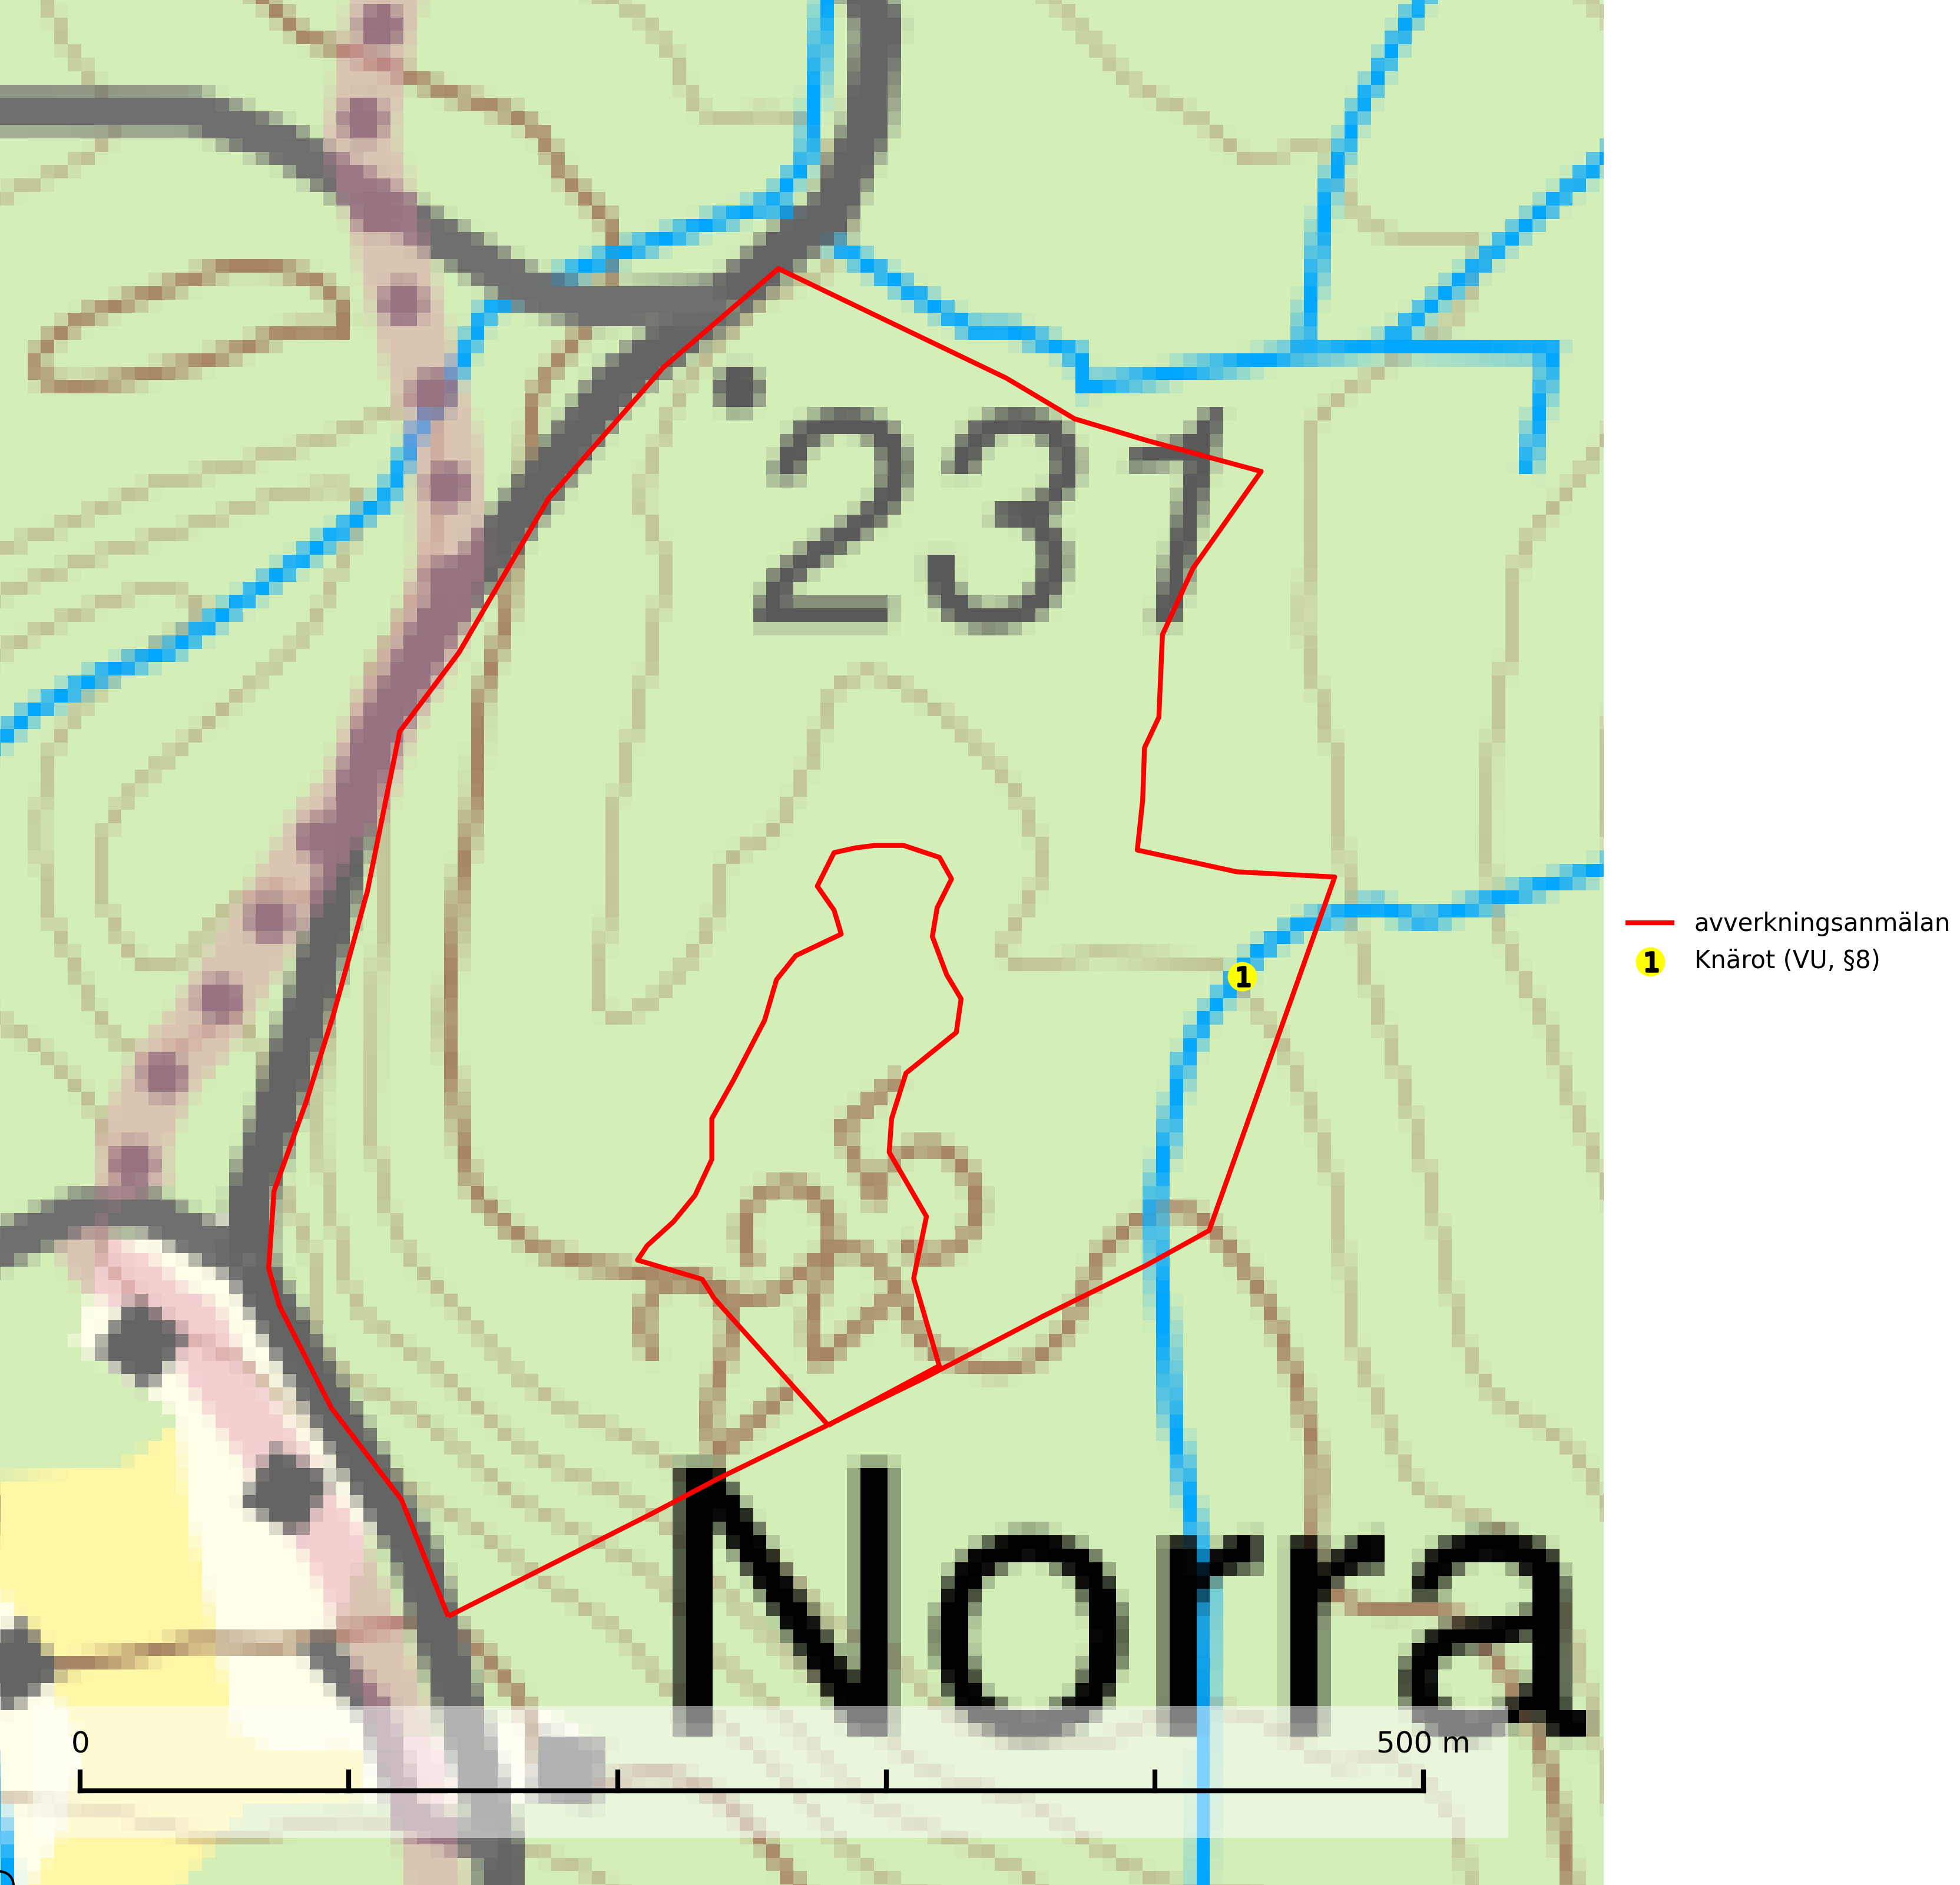 231
avverkningsanmälan
1 Knärot (VU, §8)
1
Norra
0 500 m